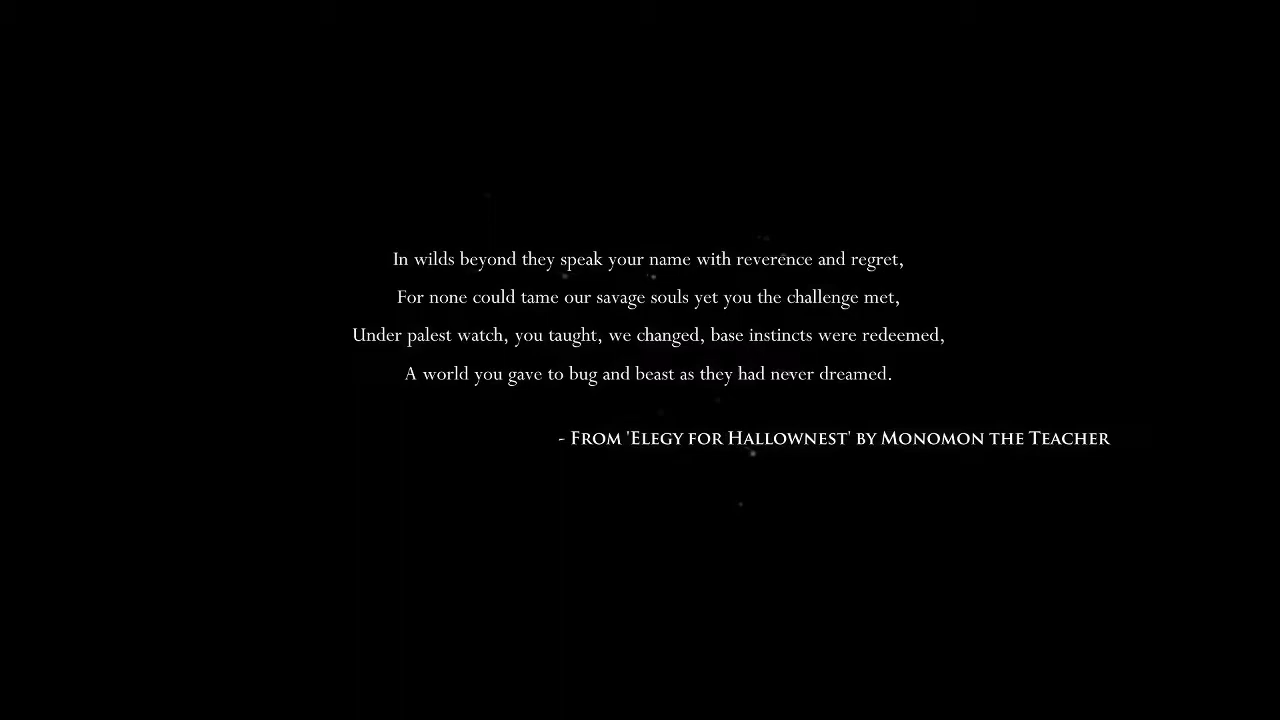 In wilds beyond they speak your name with reverence and regret,
For none could tame our savage souls yet you the challenge met,
Under palest watch, you taught, we changed, base instincts were redeemed,
A world you gave to bug and beast as they had never dreamed.
- From 'Elegy for Hallownest' by Monomon the Teacher